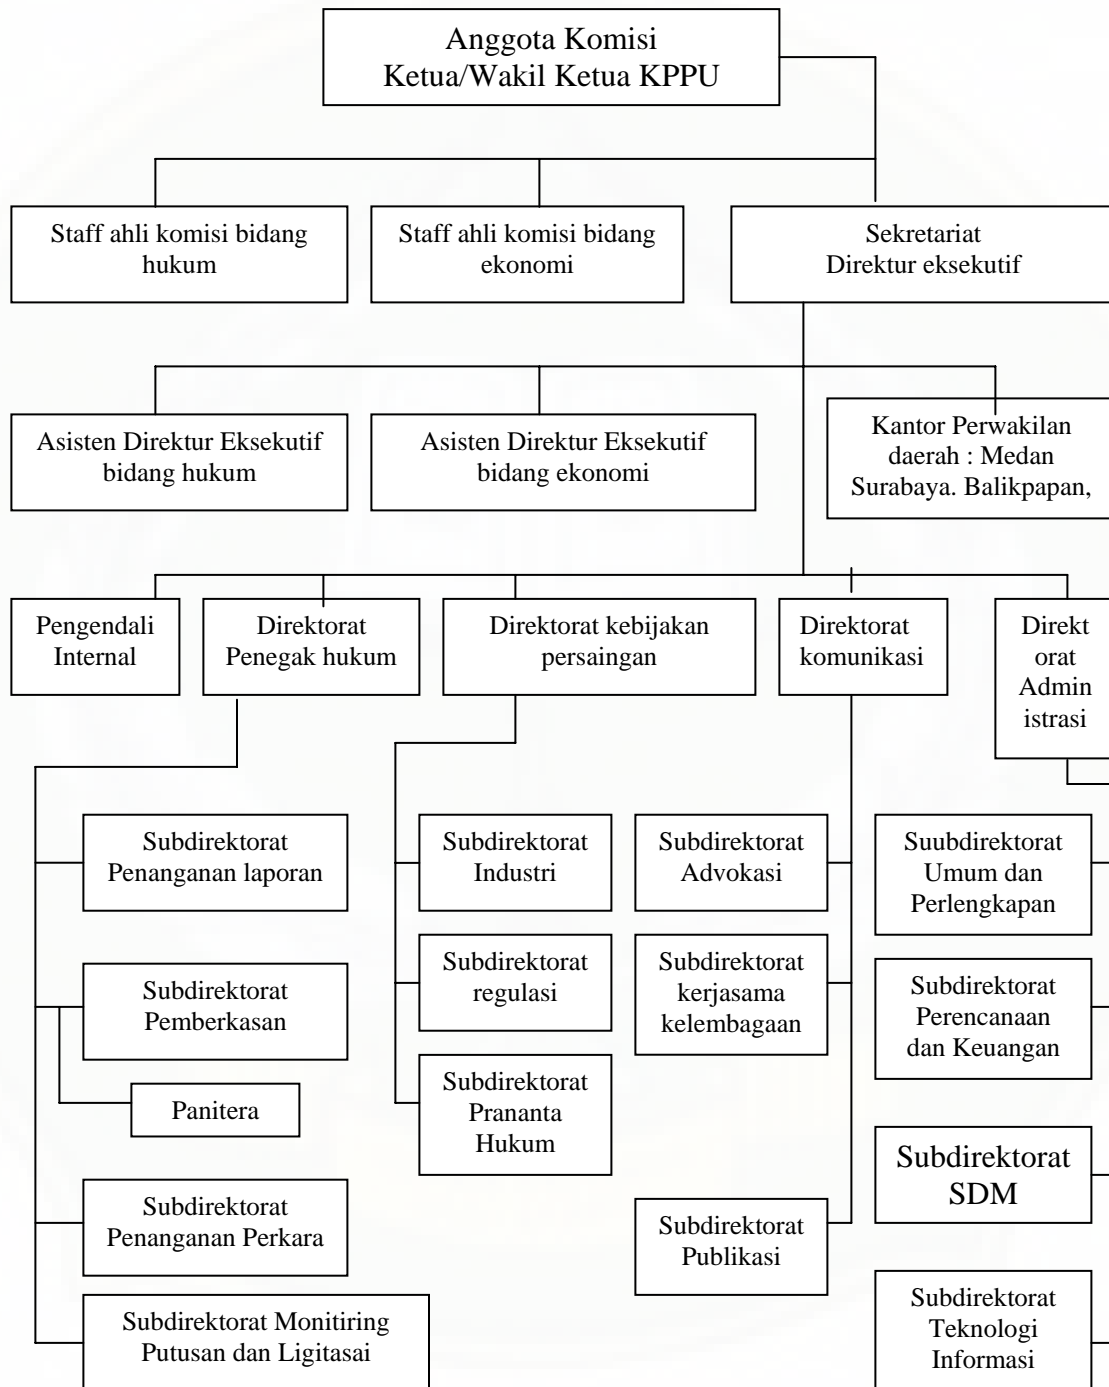 Anggota Komisi
Ketua/Wakil Ketua KPPU
Staff ahli komisi bidang
hukum
Staff ahli komisi bidang
ekonomi
Sekretariat
Direktur eksekutif
Asisten Direktur Eksekutif
bidang hukum
Asisten Direktur Eksekutif
bidang ekonomi
Kantor Perwakilan
daerah : Medan
Surabaya. Balikpapan,
Pengendali
Internal
Direktorat
Penegak hukum
Direktorat kebijakan
persaingan
Direktorat
komunikasi
Direkt
orat
Admin
istrasi
Subdirektorat
Penanganan laporan
Subdirektorat
Pemberkasan
Panitera
Subdirektorat
Penanganan Perkara
Subdirektorat Monitiring
Putusan dan Ligitasai
Subdirektorat
Industri
Subdirektorat
regulasi
Subdirektorat
Prananta
Hukum
Subdirektorat
Advokasi
Subdirektorat
kerjasama
kelembagaan
Subdirektorat
Publikasi
Suubdirektorat
Umum dan
Perlengkapan
Subdirektorat
Perencanaan
dan Keuangan
Subdirektorat
SDM
Subdirektorat
Teknologi
Informasi